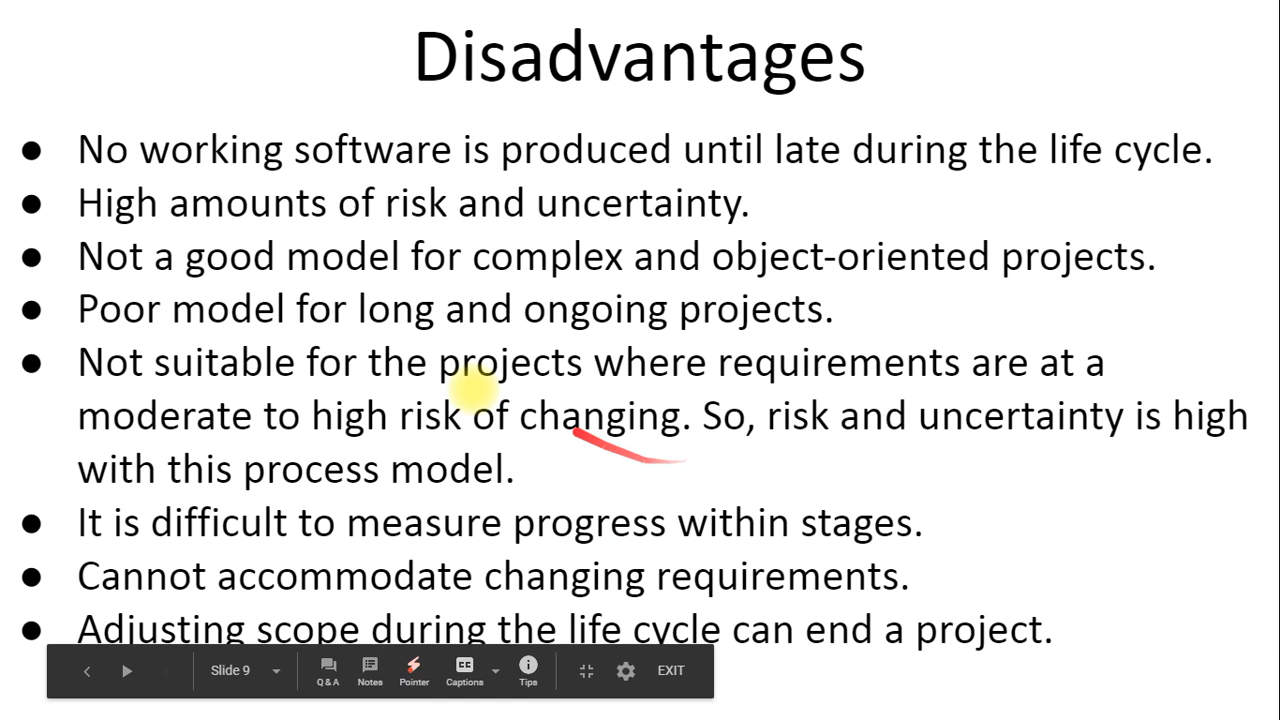 Disadvantages
● No working software is produced until late during the life cycle.
● High amounts of risk and uncertainty.
● Not a good model for complex and object-oriented projects.
● Poor model for long and ongoing projects.
● Not suitable for the projects where requirements are at a
moderate to high risk of changing. So, risk and uncertainty is high
with this process model.
● It is difficult to measure progress within stages.
● Cannot accommodate changing requirements.
● Adjusting scope during the life cycle can end a project.
Slide 9 Q&A Notes Pointer CC Captions Tips EXIT